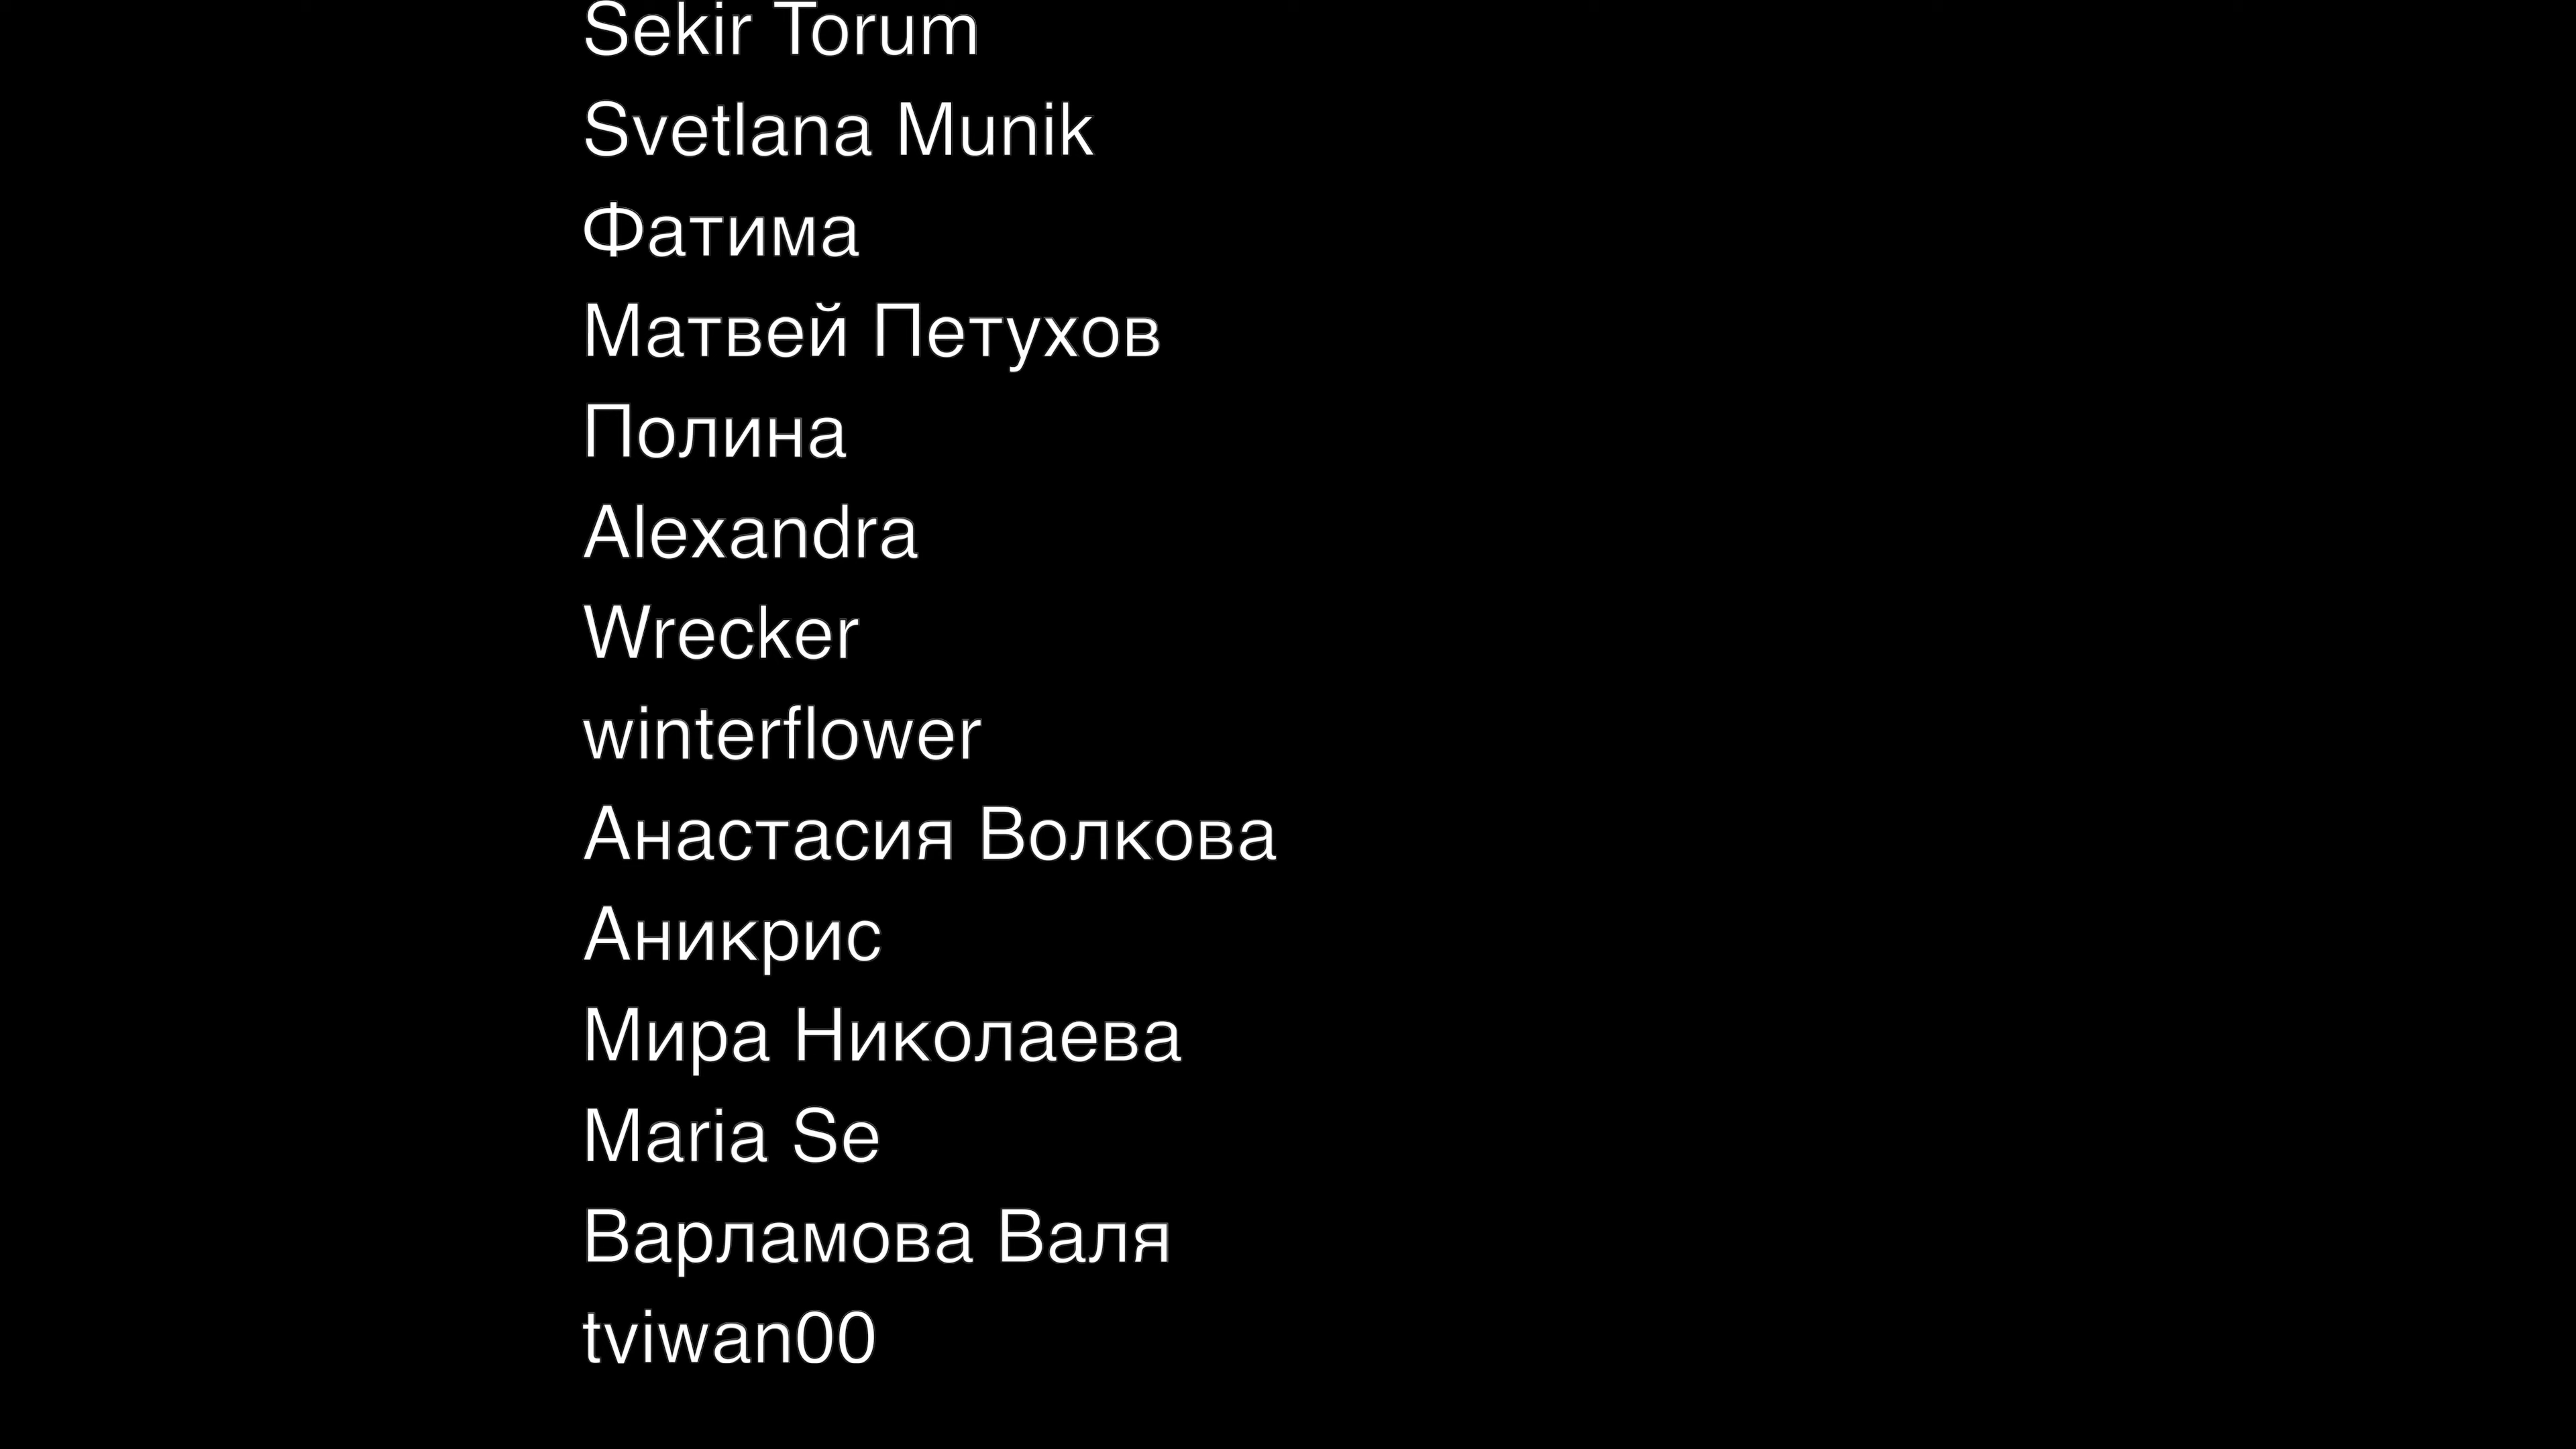 Sekir Torum
Svetlana Munik
Фатима
Матвей Петухов
Полина
Alexandra
Wrecker
winterflower
Анастасия Волкова
Аникрис
Мира Николаева
Maria Se
Варламова Валя
tviwan00